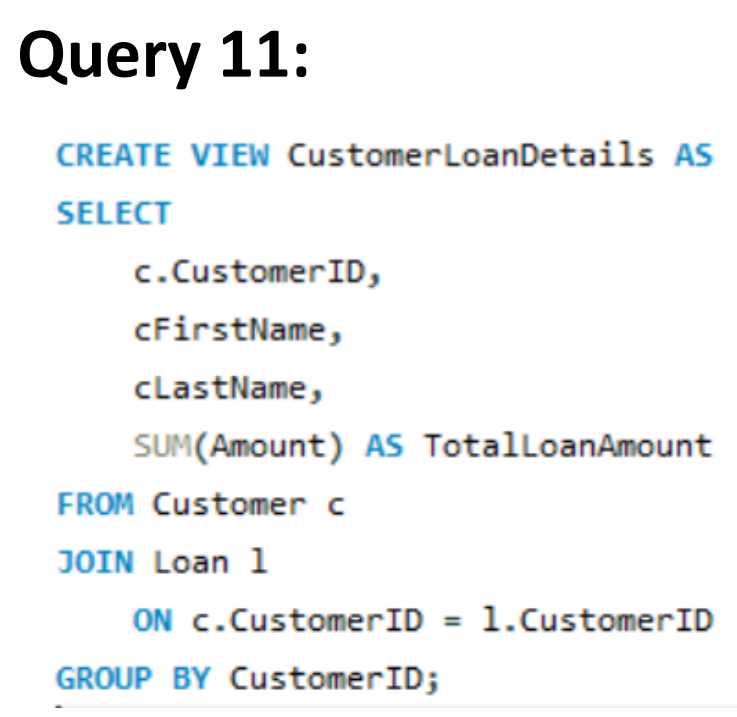 Query 11:
CREATE VIEW CustomerLoanDetails AS
SELECT
c.CustomerID,
cFirstName,
cLastName,
SUM(Amount) AS TotalLoanAmount
FROM Customer c
JOIN Loan l
ON c.CustomerID = l.CustomerID
GROUP BY CustomerID;